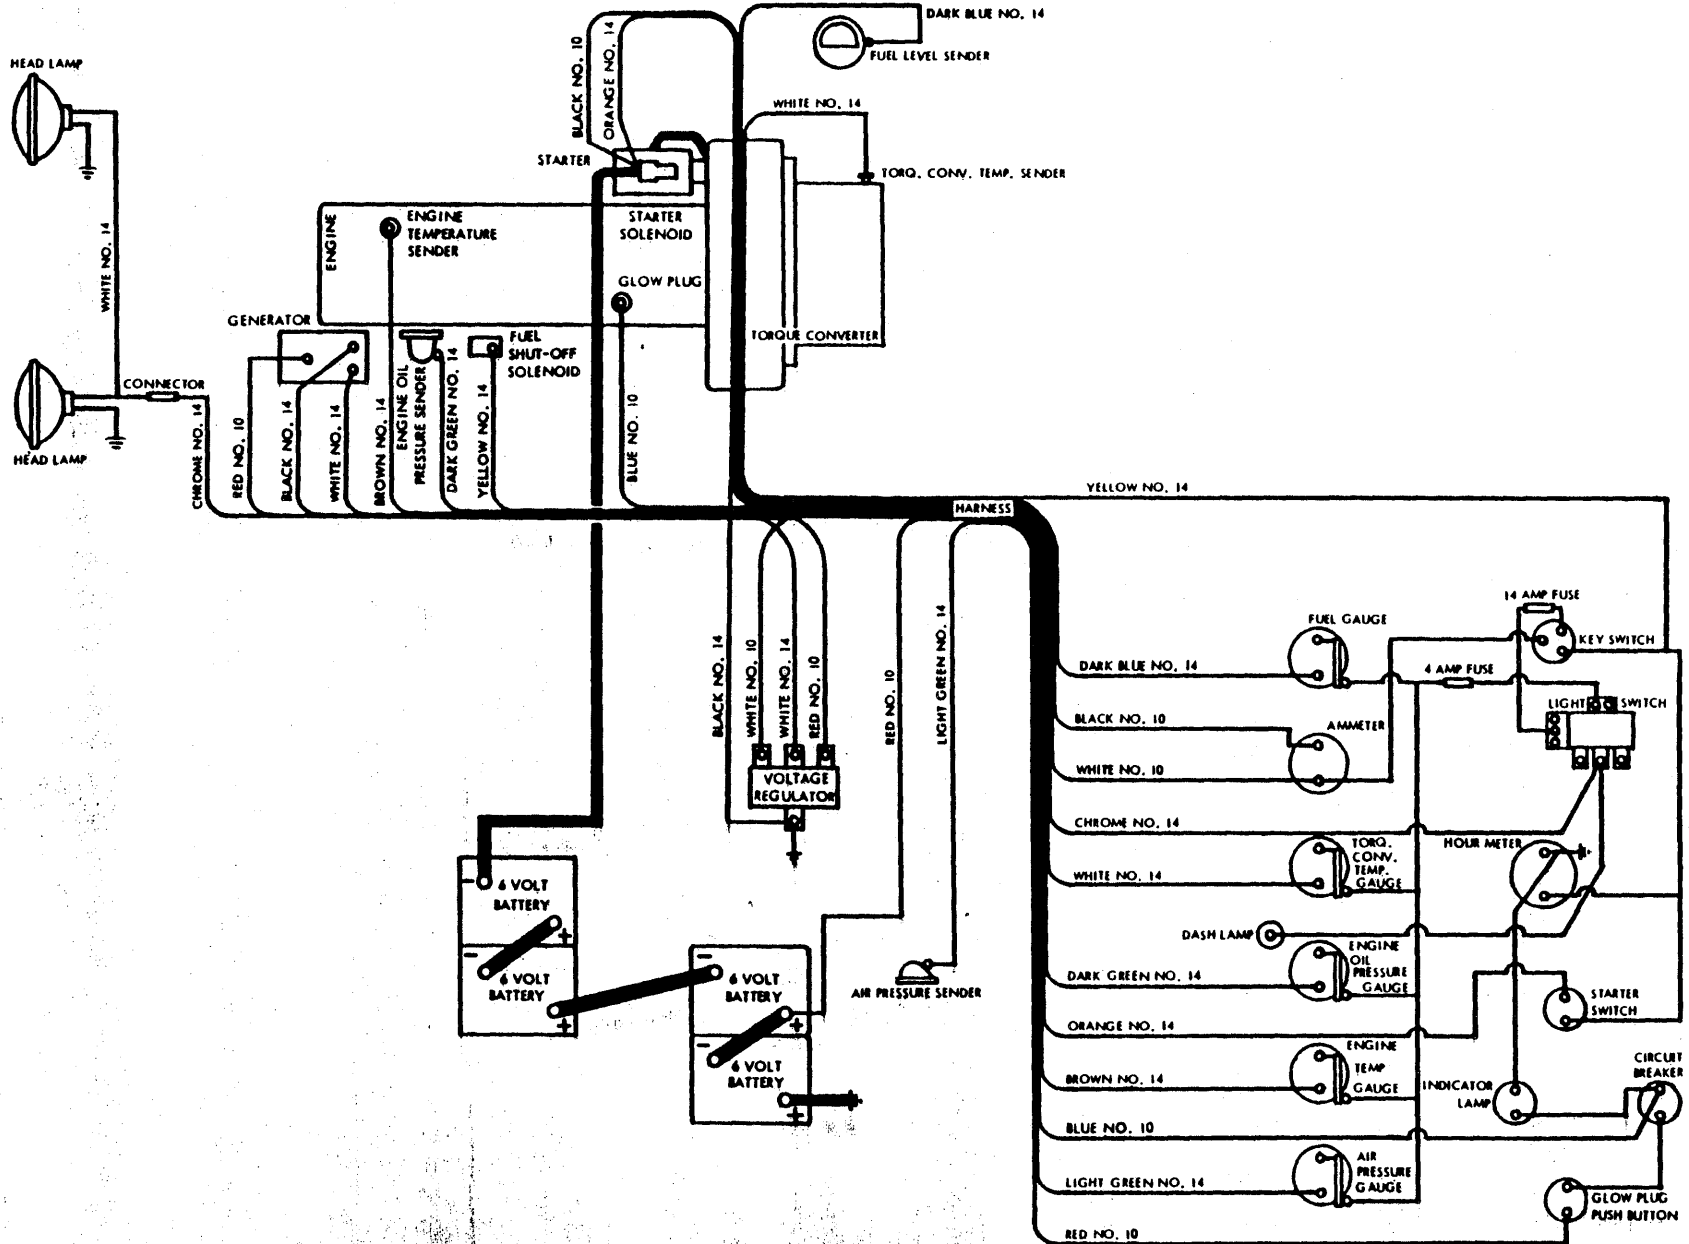 DARK BLUE NO. 14
FUEL LEVEL SENDER
HEAD LAMP
BLACK NO. 10
ORANGE NO. 14
WHITE NO. 14
STARTER
TORQ. CONV. TEMP. SENDER
ENGINE
ENGINE
TEMPERATURE
SENDER
STARTER
SOLENOID
WHITE NO. 14
GLOW PLUG
GENERATOR
FUEL
SHUT-OFF
SOLENOID
TORQUE CONVERTER
CONNECTOR
HEAD LAMP
CHROME NO. 14
RED NO. 10
BLACK NO. 14
WHITE NO. 14
BROWN NO. 14
ENGINE OIL
PRESSURE SENDER
DARK GREEN NO. 14
YELLOW NO. 14
BLUE NO. 10
HARNESS
YELLOW NO. 14
BLACK NO. 14
WHITE NO. 10
WHITE NO. 14
RED NO. 10
RED NO. 10
LIGHT GREEN NO. 14
14 AMP FUSE
FUEL GAUGE
KEY SWITCH
DARK BLUE NO. 14
4 AMP FUSE
LIGHT SWITCH
BLACK NO. 10
AMMETER
WHITE NO. 10
VOLTAGE
REGULATOR
CHROME NO. 14
HOUR METER
TORQ.
CONV.
TEMP.
GAUGE
WHITE NO. 14
-
6 VOLT
BATTERY
+
-
6 VOLT
BATTERY
+
-
6 VOLT
BATTERY
+
-
6 VOLT
BATTERY
+
DASH LAMP
AIR PRESSURE SENDER
ENGINE
OIL
PRESSURE
GAUGE
DARK GREEN NO. 14
STARTER
SWITCH
ORANGE NO. 14
ENGINE
TEMP
GAUGE
CIRCUIT
BREAKER
BROWN NO. 14
INDICATOR
LAMP
BLUE NO. 10
AIR
PRESSURE
GAUGE
LIGHT GREEN NO. 14
GLOW PLUG
PUSH BUTTON
RED NO. 10